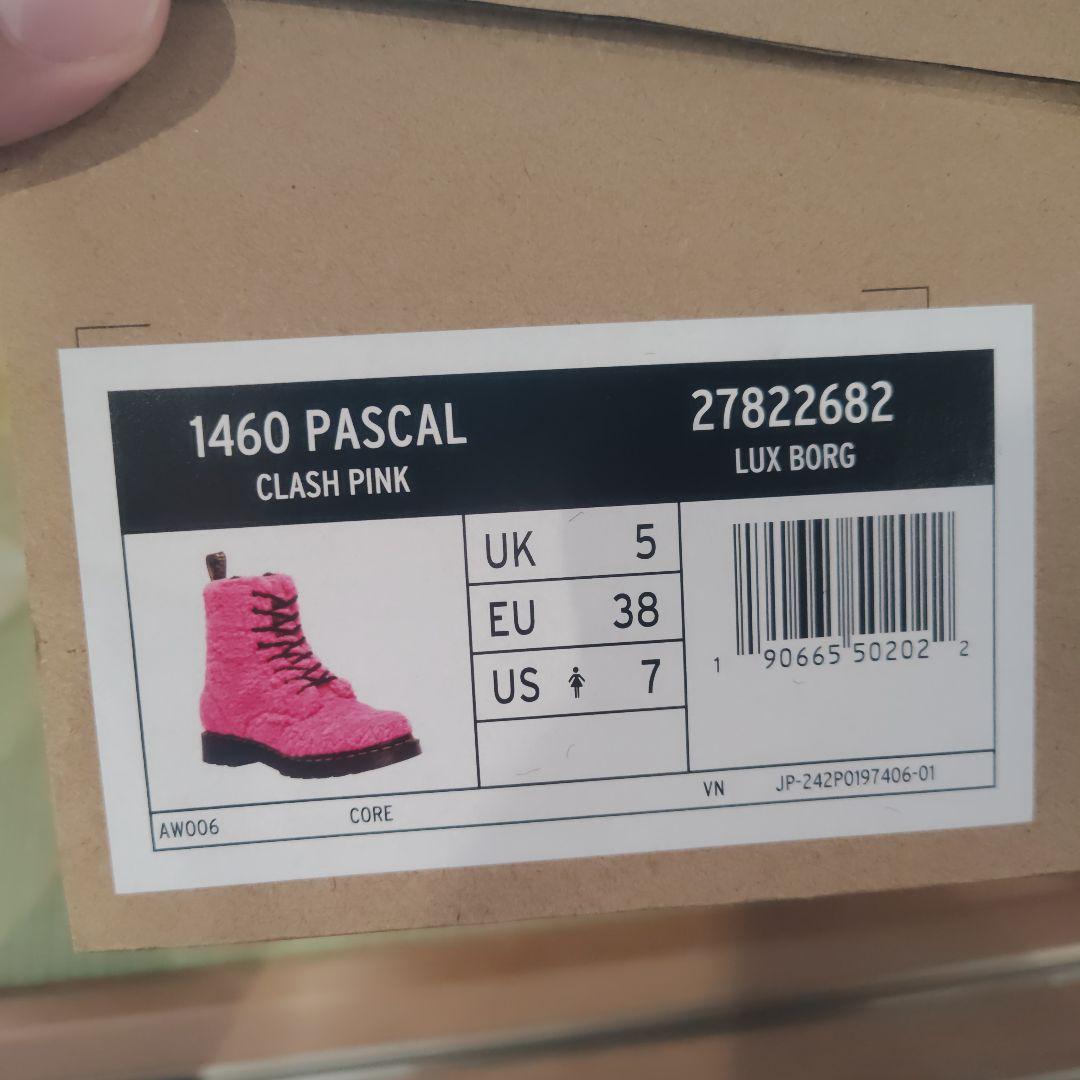 1460 PASCAL
CLASH PINK
27822682
LUX BORG
UK 5
EU 38
US 7
1 90665 50202 2
AW006 CORE VN JP-242P0197406-01